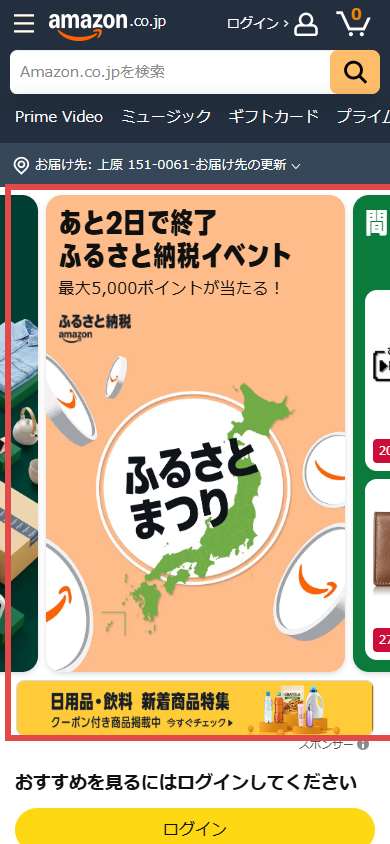 amazon.co.jp
ログイン ›
0
Amazon.co.jpを検索
Prime Video ミュージック ギフトカード プライム
お届け先: 上原 151-0061-お届け先の更新
あと2日で終了
ふるさと納税イベント
最大5,000ポイントが当たる！
ふるさと納税
amazon
ふるさと
まつり
間
20
27
日用品・飲料 新着商品特集
クーポン付き商品掲載中 今すぐチェック
スポンサー
おすすめを見るにはログインしてください
ログイン